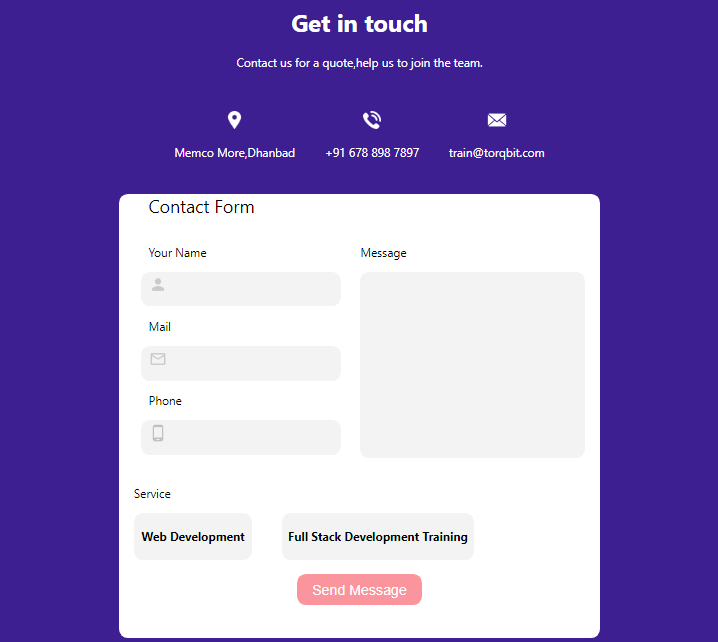 Get in touch
Contact us for a quote,help us to join the team.
Memco More,Dhanbad
+91 678 898 7897
train@torqbit.com
Contact Form
Your Name
Message
Mail
Phone
Service
Web Development
Full Stack Development Training
Send Message